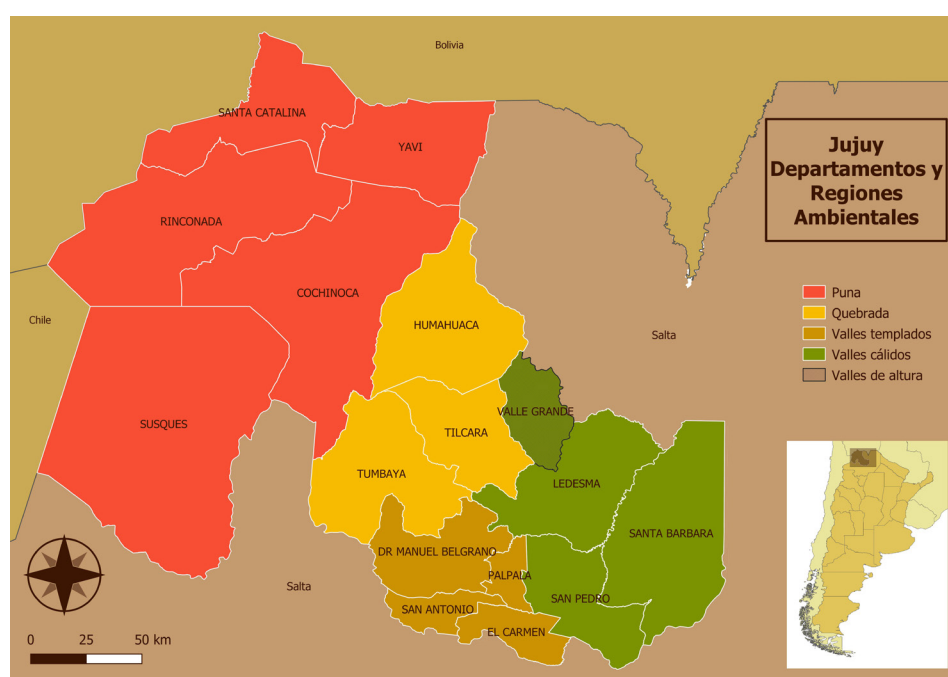 Bolivia
SANTA CATALINA
YAVI
Jujuy
Departamentos y
Regiones
Ambientales
RINCONADA
COCHINOCA
Puna
Chile
Quebrada
HUMAHUACA
Salta
Valles templados
Valles cálidos
Valles de altura
VALLE GRANDE
SUSQUES
TILCARA
TUMBAYA
LEDESMA
SANTA BARBARA
DR MANUEL BELGRANO
PALPALA
Salta
SAN PEDRO
SAN ANTONIO
EL CARMEN
0 25 50 km